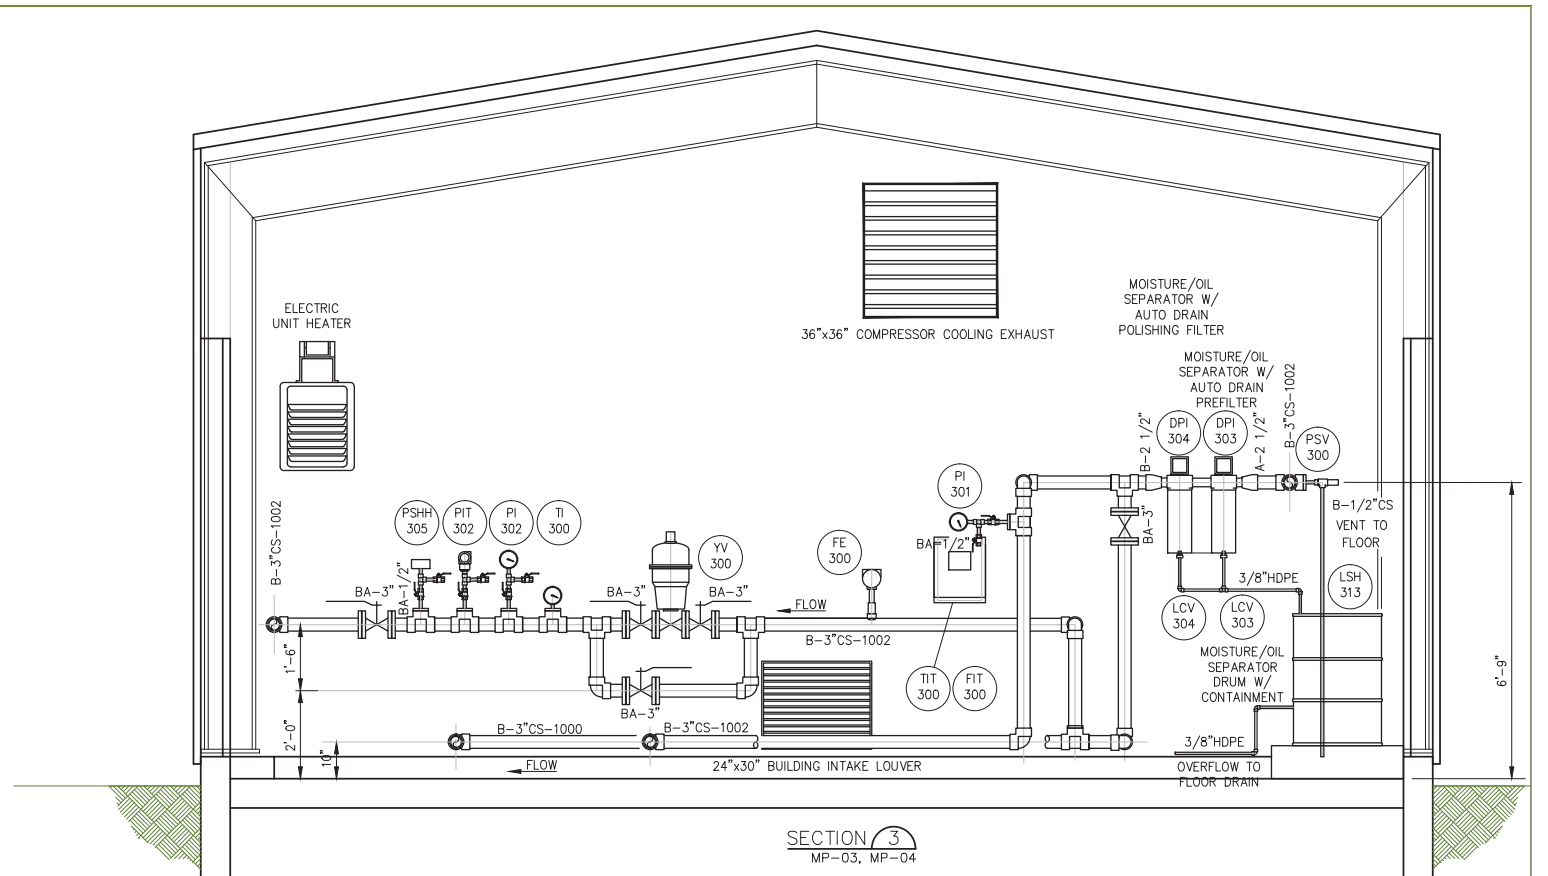 MOISTURE/OIL
SEPARATOR W/
AUTO DRAIN
POLISHING FILTER
ELECTRIC
UNIT HEATER
36"x36" COMPRESSOR COOLING EXHAUST
MOISTURE/OIL
SEPARATOR W/
AUTO DRAIN
PREFILTER
B-3"CS-1002
B-2 1/2"
DPI
304
DPI
303
A-2 1/2"
PSV
300
PI
301
B-3"CS-1002
PSHH
305
PIT
302
PI
302
TI
300
B-1/2"CS
VENT TO
FLOOR
BA-3"
BA-1/2"
FE
300
YV
300
BA-1/2"
BA-3"
BA-3"
BA-3"
3/8"HDPE
LSH
313
FLOW
LCV
304
LCV
303
B-3"CS-1002
1'-6"
MOISTURE/OIL
SEPARATOR
DRUM W/
CONTAINMENT
6'-9"
TIT
300
FIT
300
BA-3"
2'-0"
B-3"CS-1000
B-3"CS-1002
10"
3/8"HDPE
FLOW
24"x30" BUILDING INTAKE LOUVER
OVERFLOW TO
FLOOR DRAIN
SECTION 3
MP-03, MP-04